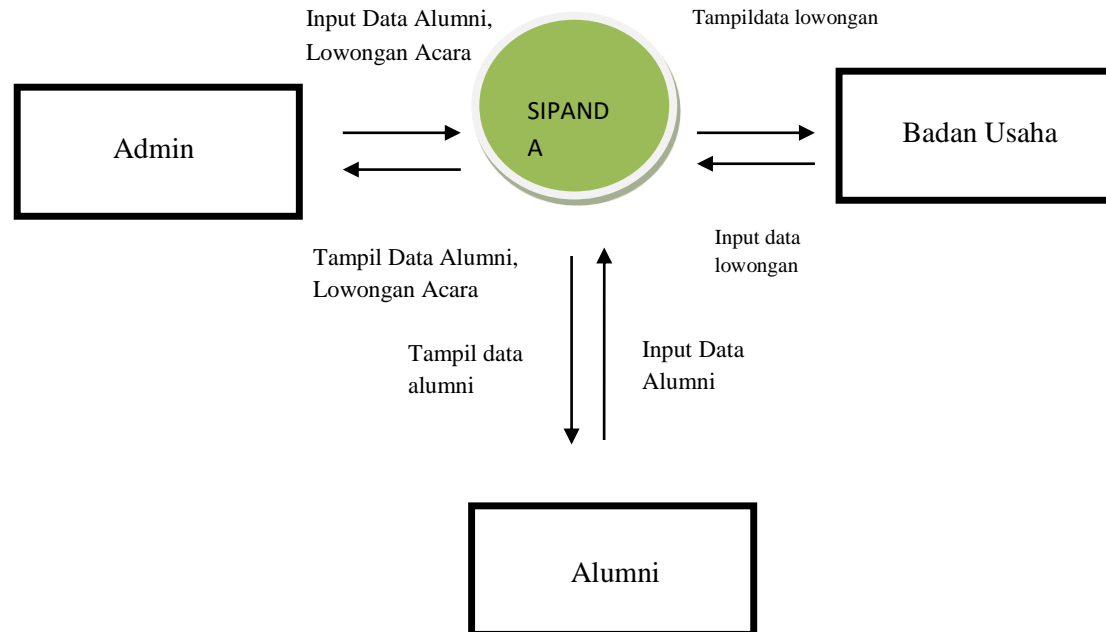 Input Data Alumni,
Lowongan Acara
Tampildata lowongan
Admin
SIPAND
A
Badan Usaha
Tampil Data Alumni,
Lowongan Acara
Input data
lowongan
Tampil data
alumni
Input Data
Alumni
Alumni